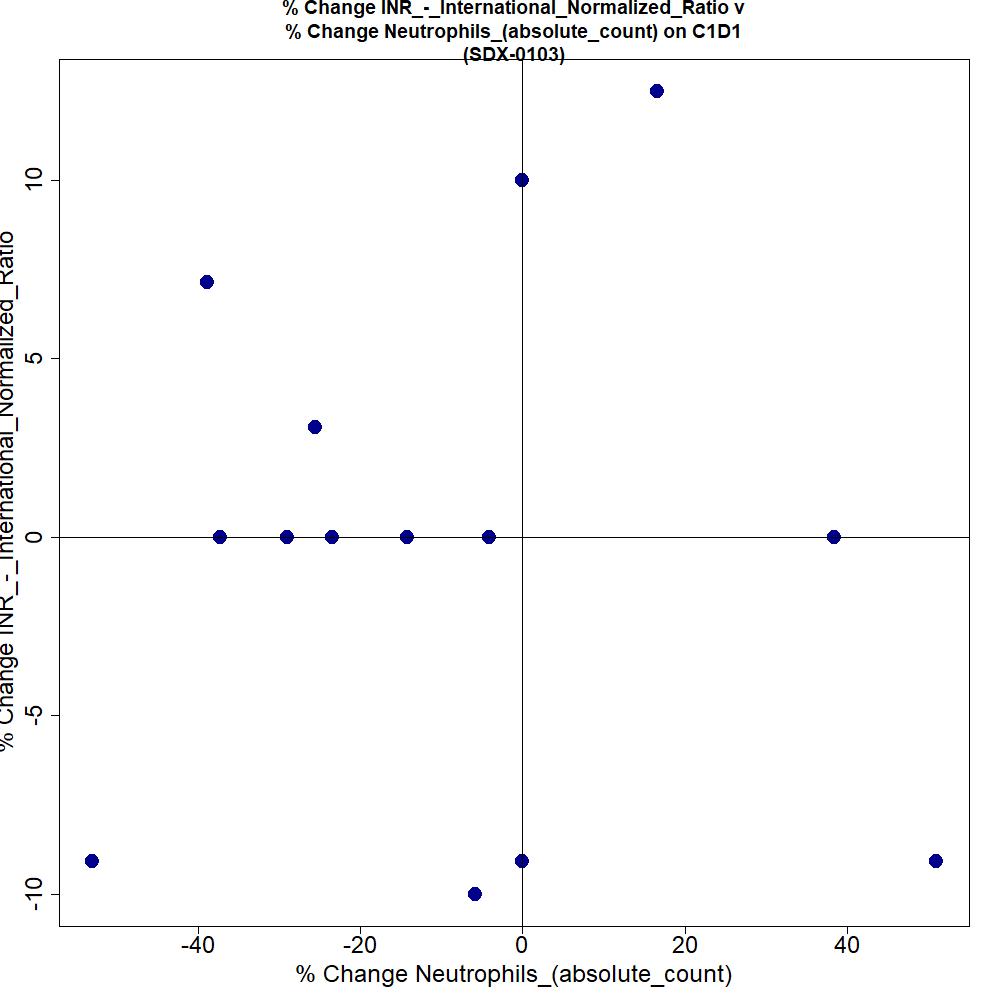 % Change INR_-_International_Normalized_Ratio v
% Change Neutrophils_(absolute_count) on C1D1
(SDX-0103)
% Change INR_-_International_Normalized_Ratio
10
5
0
-5
-10
-40
-20
0
20
40
% Change Neutrophils_(absolute_count)